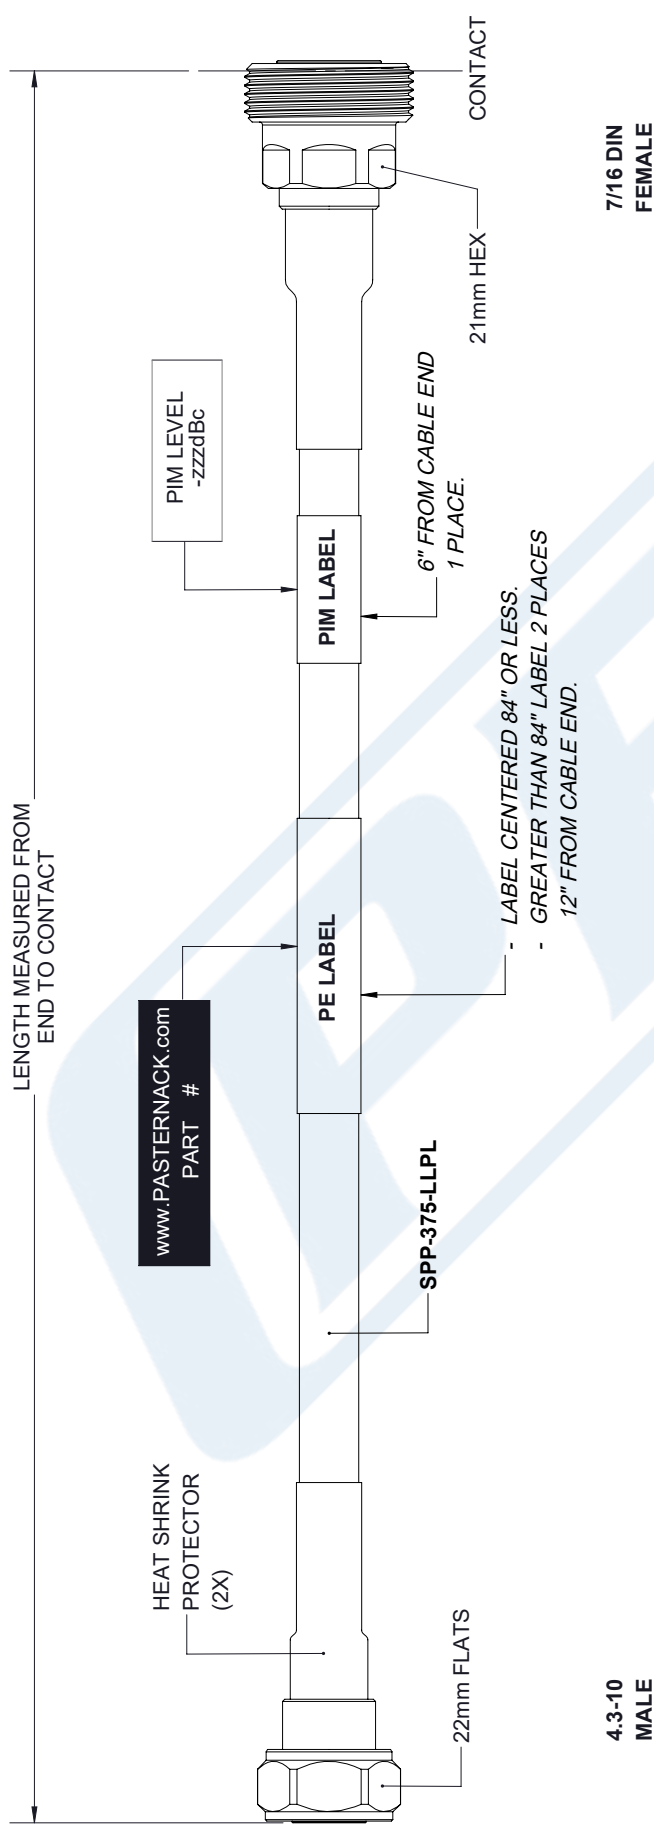 LENGTH MEASURED FROM
END TO CONTACT
HEAT SHRINK
PROTECTOR
(2X)
www.PASTERNACK.com
PART #
PIM LEVEL
-zzzdBc
PE LABEL
PIM LABEL
CONTACT
22mm FLATS
SPP-375-LLPL
- LABEL CENTERED 84" OR LESS.
- GREATER THAN 84" LABEL 2 PLACES
12" FROM CABLE END.
6" FROM CABLE END
1 PLACE.
21mm HEX
4.3-10
MALE
7/16 DIN
FEMALE